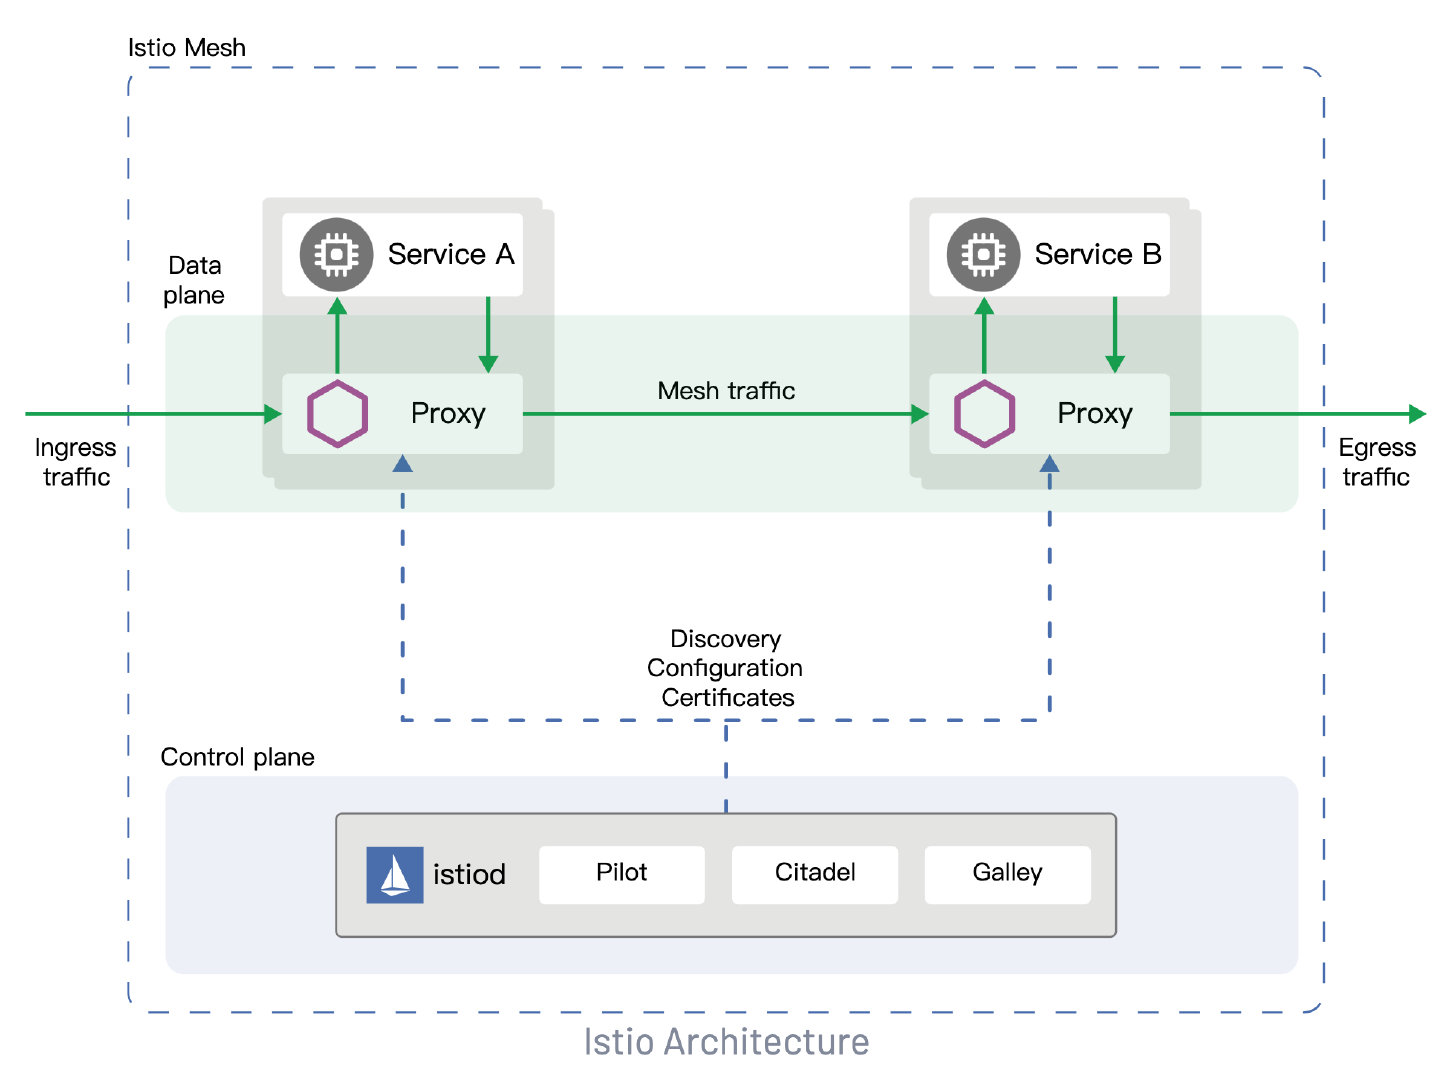 Istio Mesh
Service A
Service B
Data
plane
Mesh traffic
Proxy
Proxy
Ingress
traffic
Egress
traffic
Discovery
Configuration
Certificates
Control plane
istiod
Pilot
Citadel
Galley
Istio Architecture